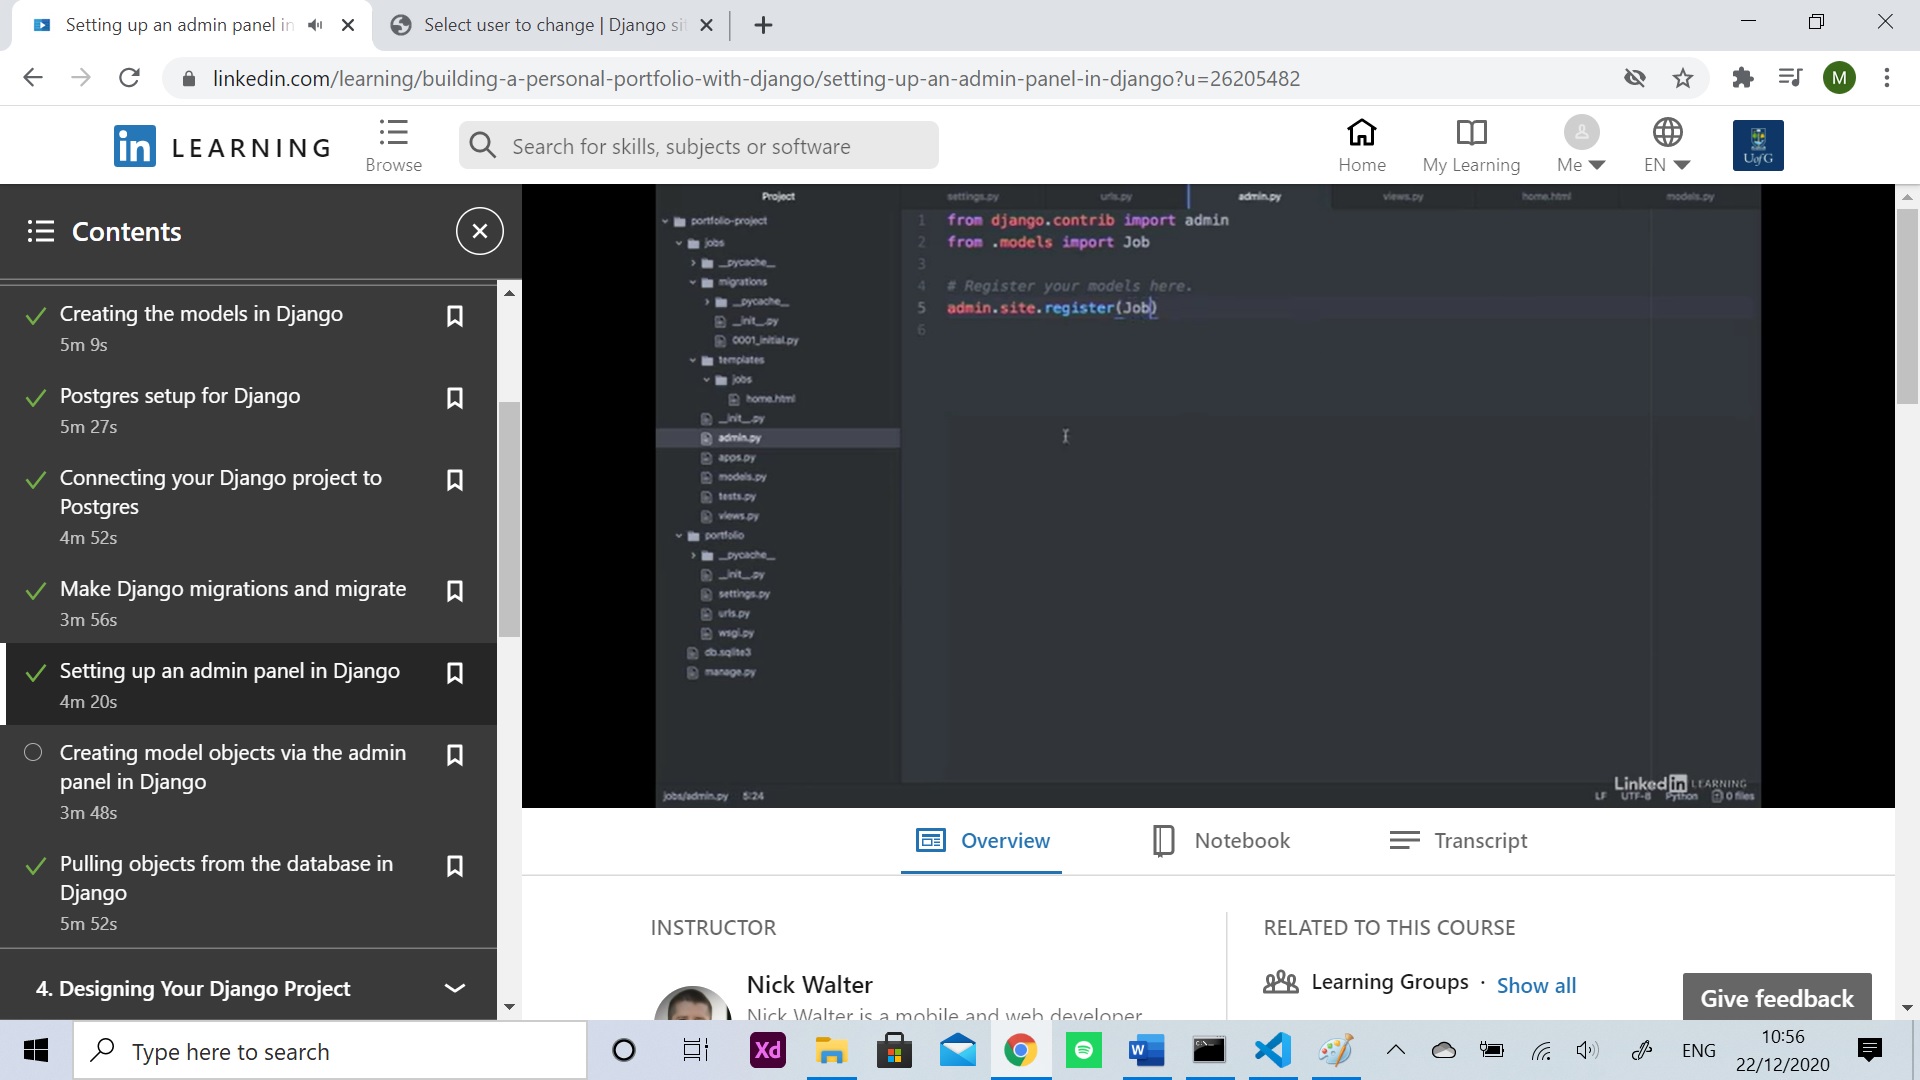 Setting up an admin panel in
Select user to change | Django si
linkedin.com/learning/building-a-personal-portfolio-with-django/setting-up-an-admin-panel-in-django?u=26205482
M
in LEARNING
Browse
Search for skills, subjects or software
Home
My Learning
Me
EN
UofG
Contents
Creating the models in Django
5m 9s
Postgres setup for Django
5m 27s
Connecting your Django project to
Postgres
4m 52s
Make Django migrations and migrate
3m 56s
Setting up an admin panel in Django
4m 20s
Creating model objects via the admin
panel in Django
3m 48s
Pulling objects from the database in
Django
5m 52s
4. Designing Your Django Project
Project
settings.py
urls.py
admin.py
views.py
home.html
models.py
portfolio-project
jobs
__pycache__
migrations
__pycache__
__init__.py
0001_initial.py
templates
jobs
home.html
__init__.py
admin.py
apps.py
models.py
tests.py
views.py
portfolio
__pycache__
__init__.py
settings.py
urls.py
wsgi.py
db.sqlite3
manage.py
1 from django.contrib import admin
2 from .models import Job
3
4 # Register your models here.
5 admin.site.register(Job)
6
jobs/admin.py 5:24
Linked in LEARNING
LF UTF-8 Python 0 files
Overview
Notebook
Transcript
INSTRUCTOR
Nick Walter
Nick Walter is a mobile and web developer
RELATED TO THIS COURSE
Learning Groups · Show all
Give feedback
Type here to search
Xd
W
ENG
10:56
22/12/2020